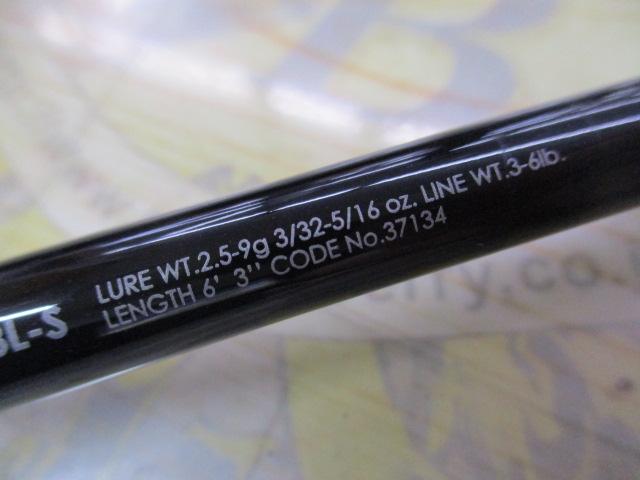 LURE WT.2.5-9g 3/32-5/16 oz. LINE WT.3-6lb.
BL-S LENGTH 6' 3'' CODE No.37134